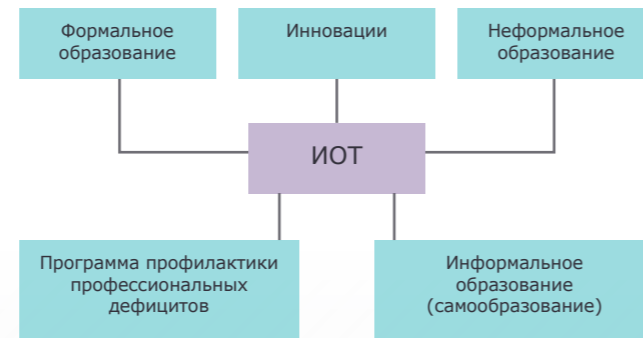 Формальное
образование
Инновации
Неформальное
образование
ИОТ
Программа профилактики
профессиональных
дефицитов
Информальное
образование
(самообразование)